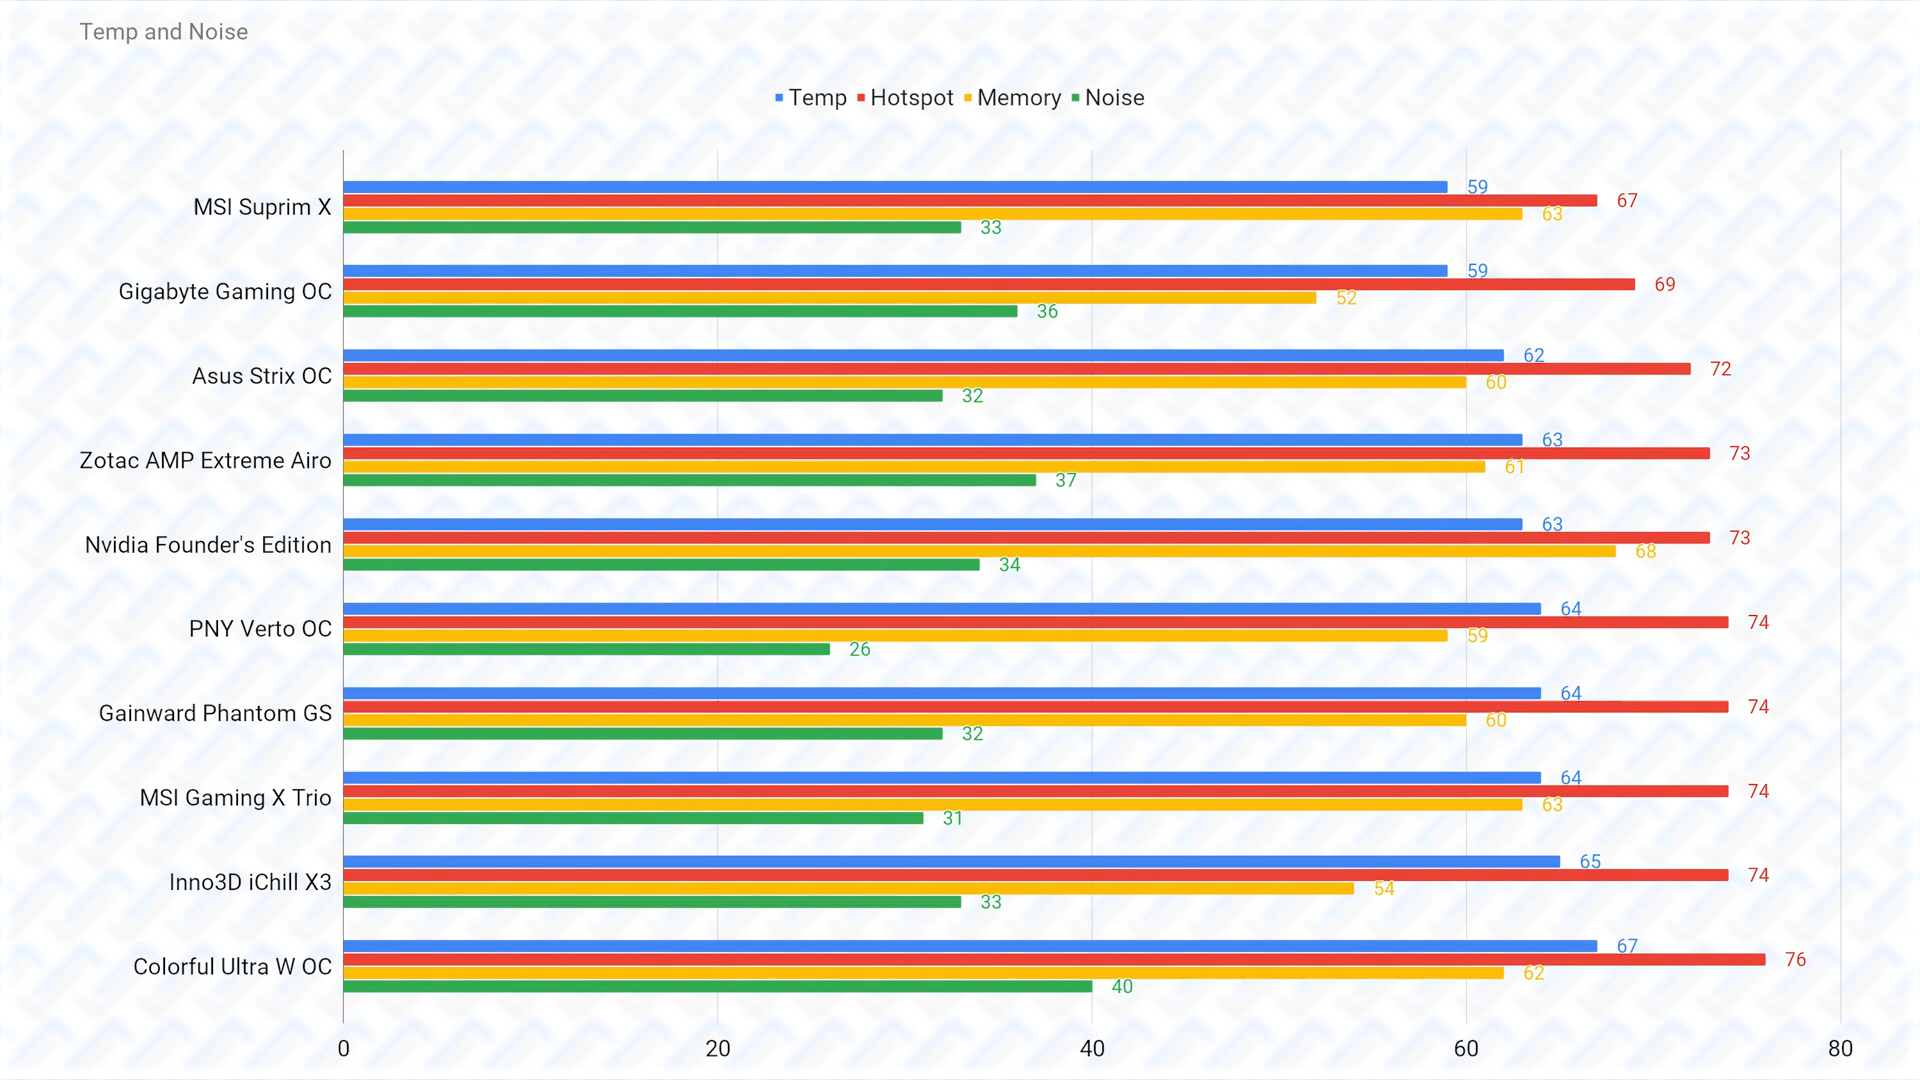 Temp and Noise
Temp Hotspot Memory Noise
MSI Suprim X 59 67 63 33
Gigabyte Gaming OC 59 69 52 36
Asus Strix OC 62 72 60 32
Zotac AMP Extreme Airo 63 73 61 37
Nvidia Founder's Edition 63 73 68 34
PNY Verto OC 64 74 59 26
Gainward Phantom GS 64 74 60 32
MSI Gaming X Trio 64 74 63 31
Inno3D iChill X3 65 74 54 33
Colorful Ultra W OC 67 76 62 40
0 20 40 60 80